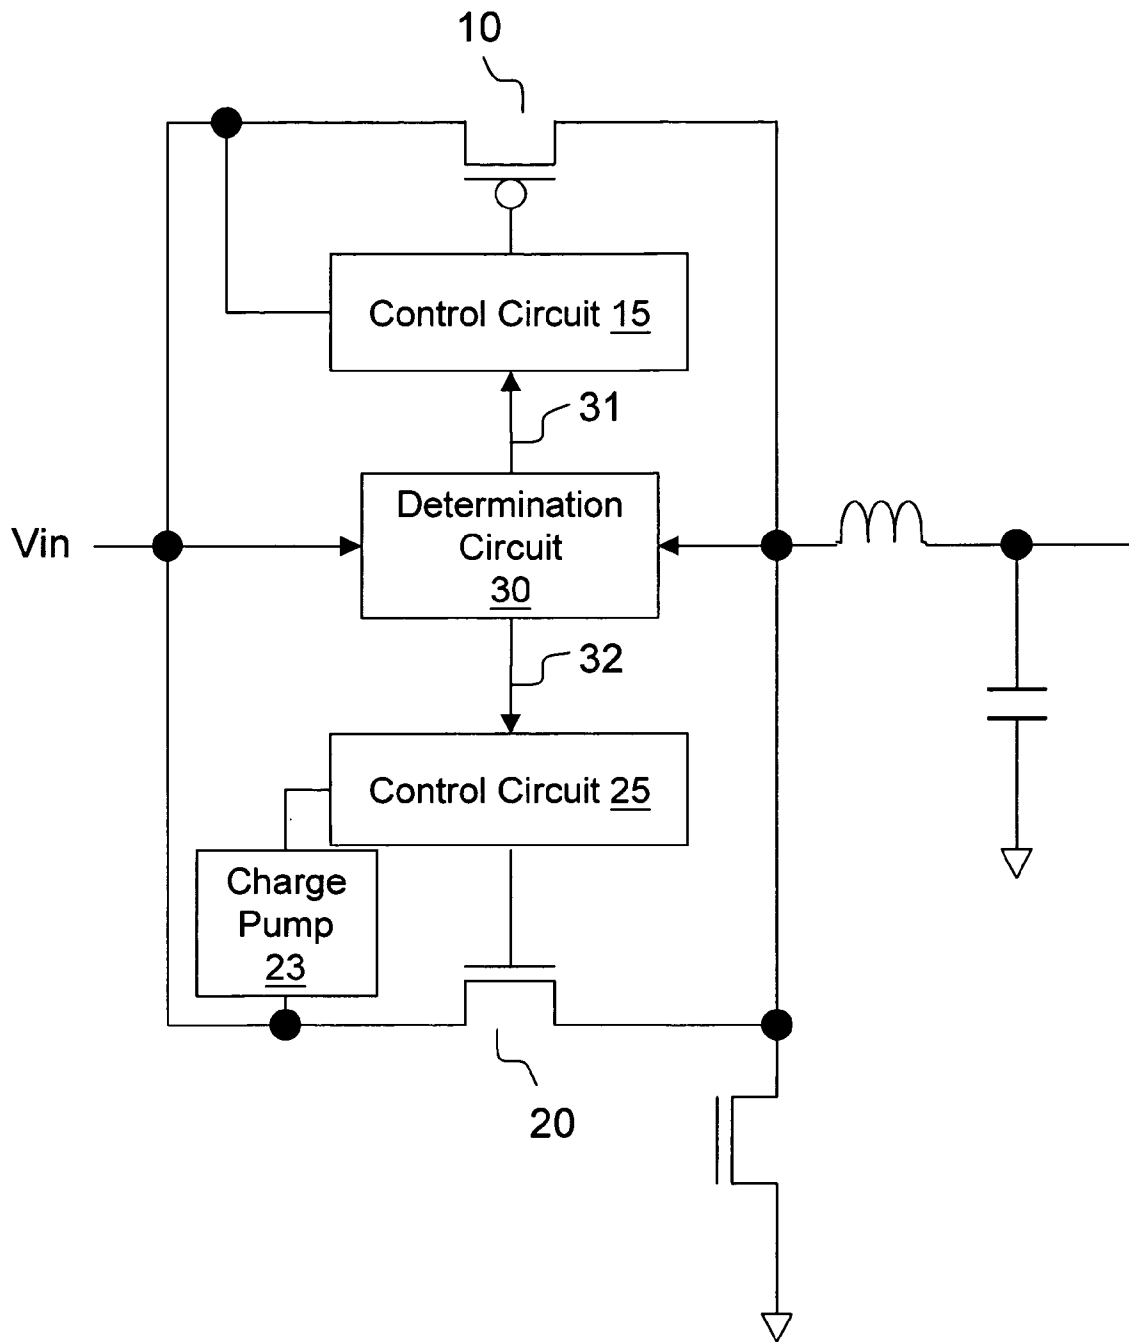 10
Control Circuit 15
31
Determination
Circuit
30
Vin
32
Control Circuit 25
Charge
Pump
23
20